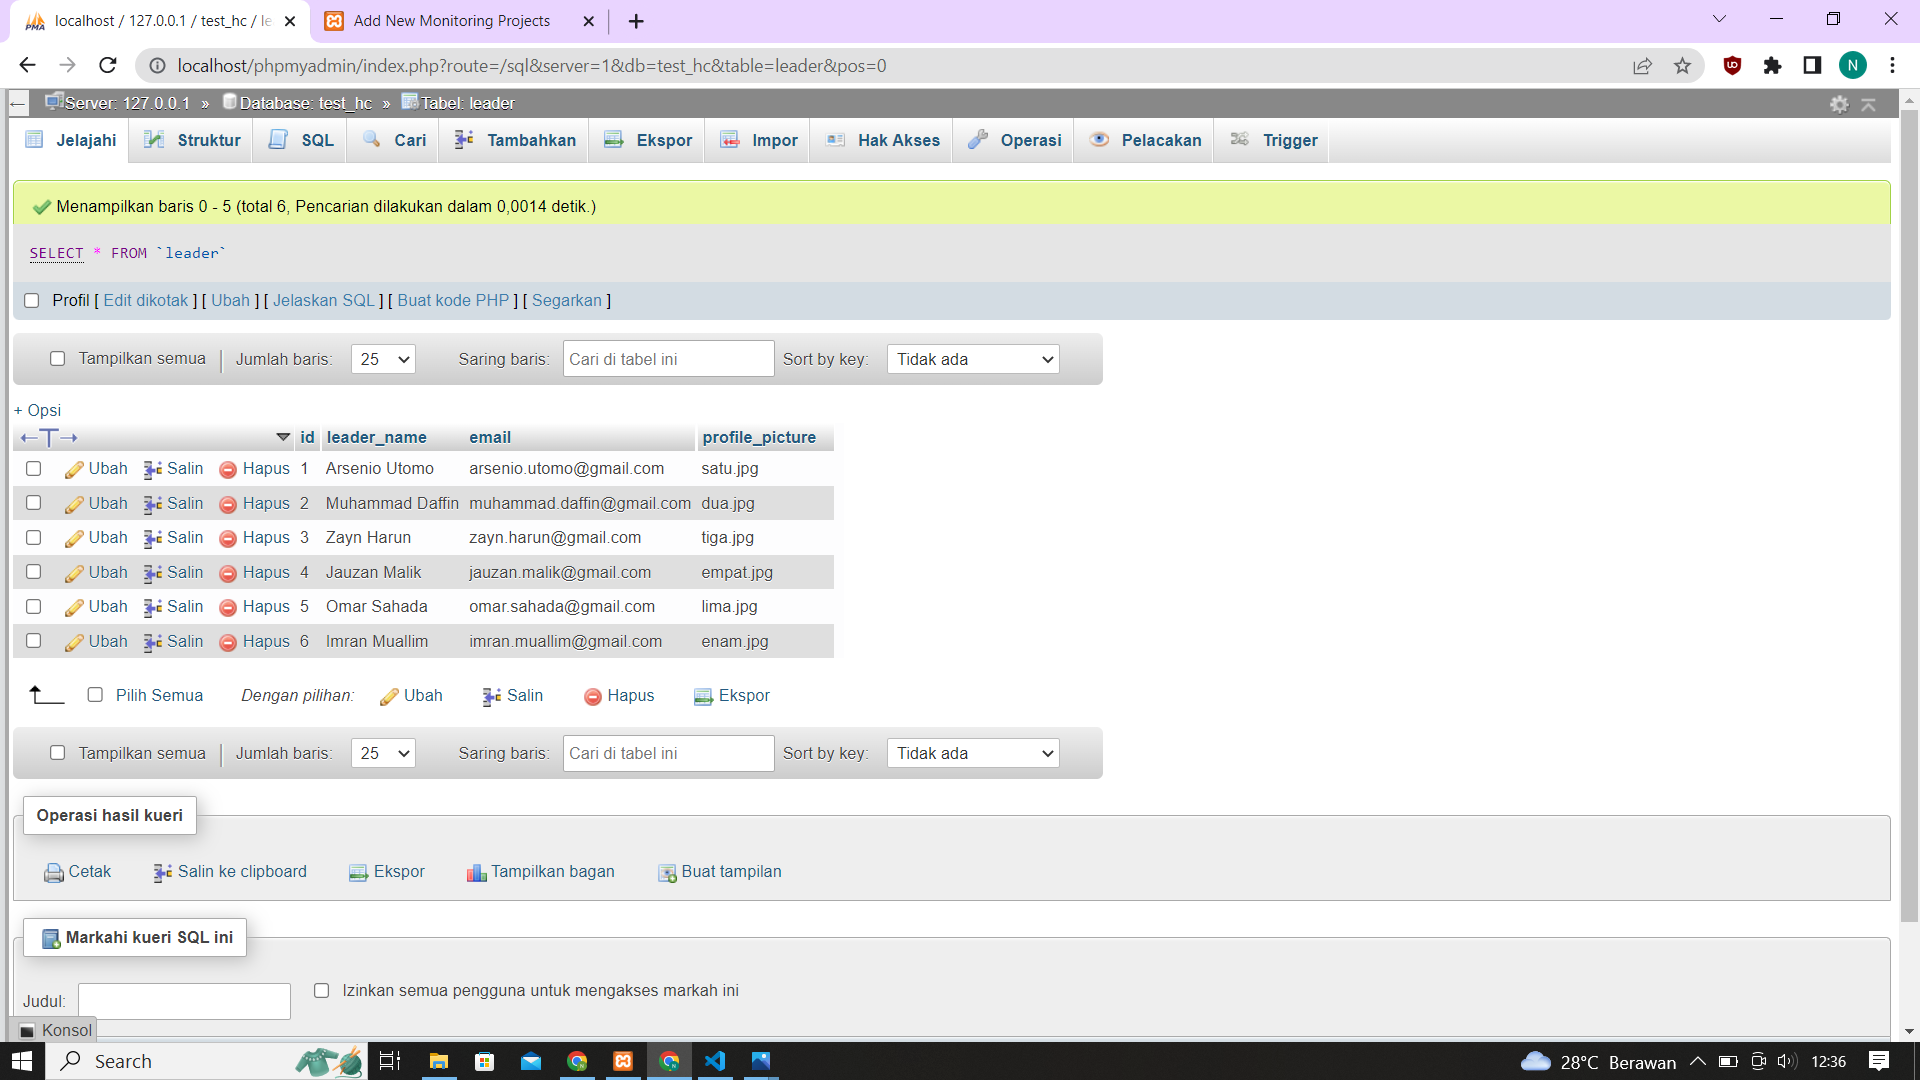 localhost / 127.0.0.1 / test_hc / le
Add New Monitoring Projects
localhost/phpmyadmin/index.php?route=/sql&server=1&db=test_hc&table=leader&pos=0
N
Server: 127.0.0.1 » Database: test_hc » Tabel: leader
Jelajahi Struktur SQL Cari Tambahkan Ekspor Impor Hak Akses Operasi Pelacakan Trigger
Menampilkan baris 0 - 5 (total 6, Pencarian dilakukan dalam 0,0014 detik.)
SELECT * FROM `leader`
Profil [ Edit dikotak ] [ Ubah ] [ Jelaskan SQL ] [ Buat kode PHP ] [ Segarkan ]
Tampilkan semua Jumlah baris: 25 Saring baris: Cari di tabel ini Sort by key: Tidak ada
+ Opsi
←T→ id leader_name email profile_picture
Ubah Salin Hapus 1 Arsenio Utomo arsenio.utomo@gmail.com satu.jpg
Ubah Salin Hapus 2 Muhammad Daffin muhammad.daffin@gmail.com dua.jpg
Ubah Salin Hapus 3 Zayn Harun zayn.harun@gmail.com tiga.jpg
Ubah Salin Hapus 4 Jauzan Malik jauzan.malik@gmail.com empat.jpg
Ubah Salin Hapus 5 Omar Sahada omar.sahada@gmail.com lima.jpg
Ubah Salin Hapus 6 Imran Muallim imran.muallim@gmail.com enam.jpg
Pilih Semua Dengan pilihan: Ubah Salin Hapus Ekspor
Tampilkan semua Jumlah baris: 25 Saring baris: Cari di tabel ini Sort by key: Tidak ada
Operasi hasil kueri
Cetak Salin ke clipboard Ekspor Tampilkan bagan Buat tampilan
Markahi kueri SQL ini
Judul: Izinkan semua pengguna untuk mengakses markah ini
Konsol
Search 28°C Berawan 12:36